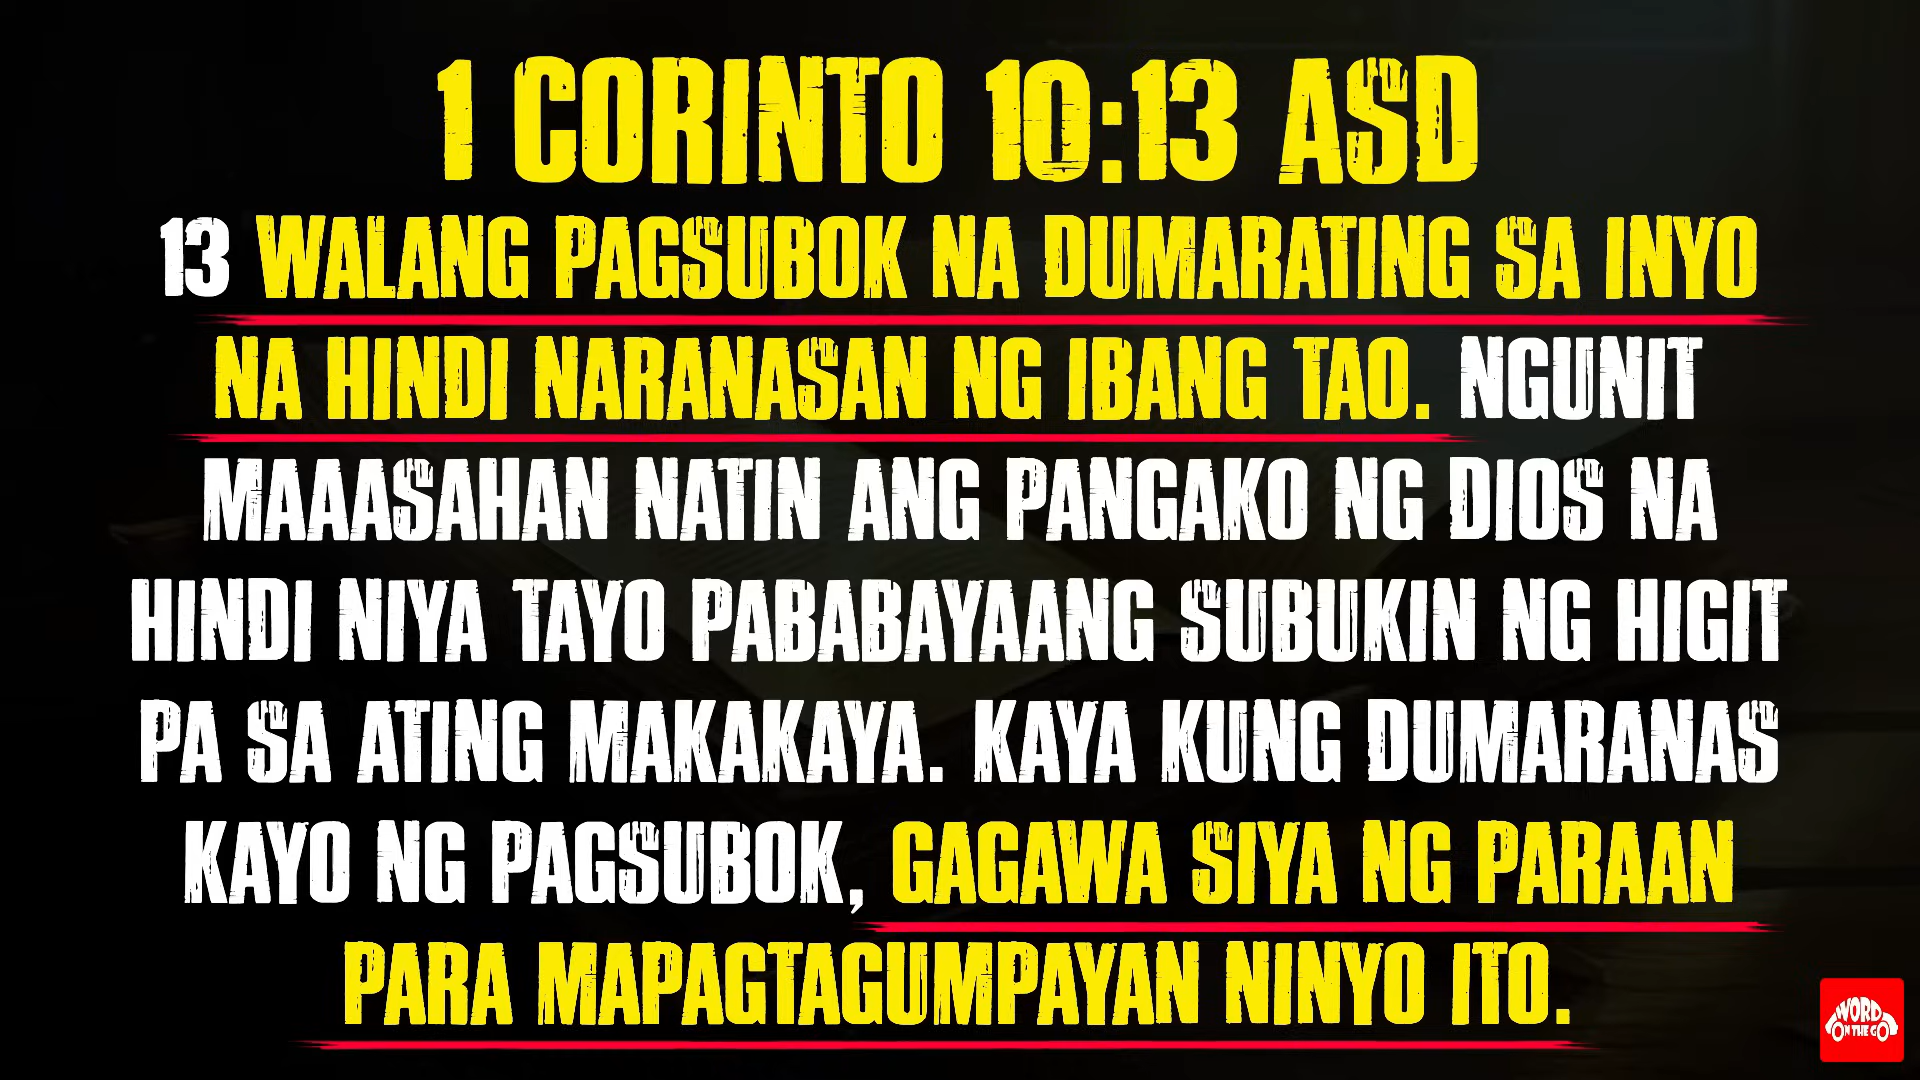 1 CORINTO 10:13 ASD
13 WALANG PAGSUBOK NA DUMARATING SA INYO
NA HINDI NARANASAN NG IBANG TAO. NGUNIT
MAAASAHAN NATIN ANG PANGAKO NG DIOS NA
HINDI NIYA TAYO PABABAYAANG SUBUKIN NG HIGIT
PA SA ATING MAKAKAYA. KAYA KUNG DUMARANAS
KAYO NG PAGSUBOK, GAGAWA SIYA NG PARAAN
PARA MAPAGTAGUMPAYAN NINYO ITO.
WORD
ON THE GO